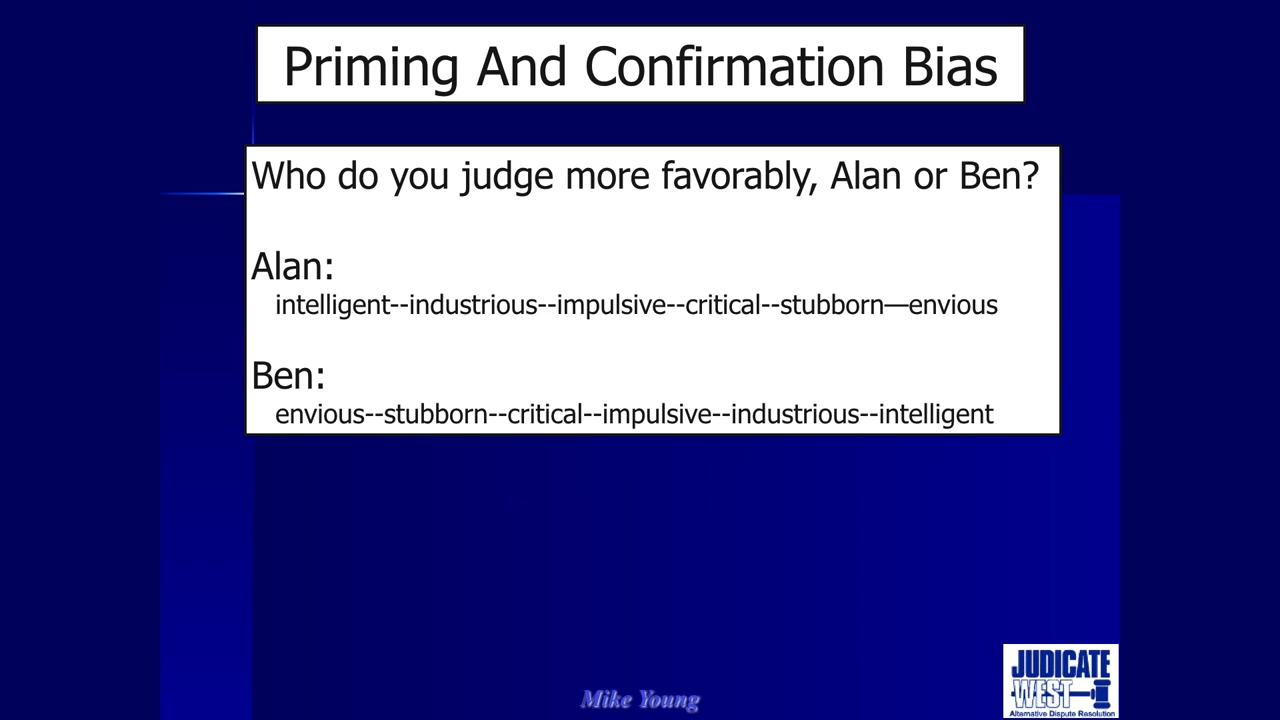 Priming And Confirmation Bias
Who do you judge more favorably, Alan or Ben?
Alan:
intelligent--industrious--impulsive--critical--stubborn—envious
Ben:
envious--stubborn--critical--impulsive--industrious--intelligent
Mike Young
JUDICATE
WEST
Alternative Dispute Resolution